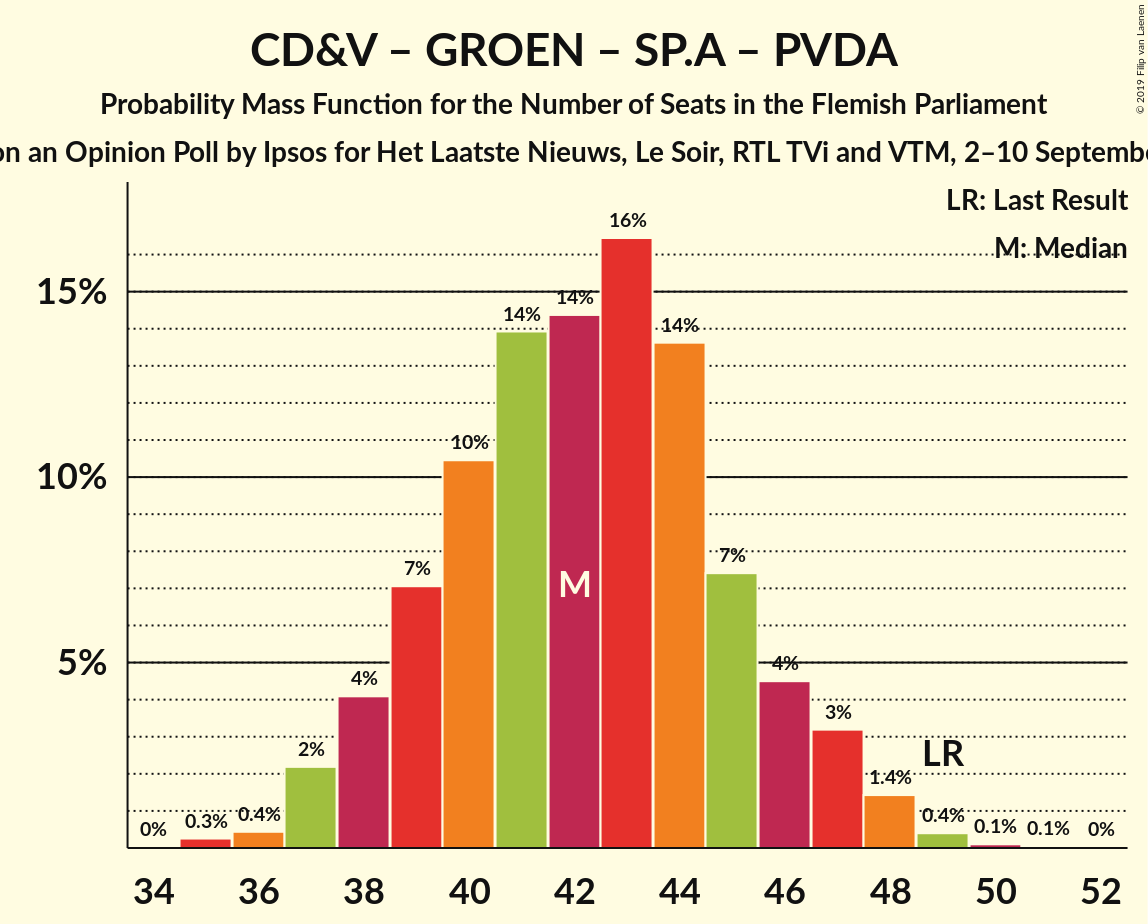 CD&V – GROEN – SP.A – PVDA
Probability Mass Function for the Number of Seats in the Flemish Parliament
on an Opinion Poll by Ipsos for Het Laatste Nieuws, Le Soir, RTL TVi and VTM, 2–10 Septembe
© 2019 Filip van Laenen
LR: Last Result
M: Median
15%
10%
5%
0%
0.3%
0.4%
2%
4%
7%
10%
14%
14%
16%
14%
7%
4%
3%
1.4%
0.4%
0.1%
0.1%
0%
M
LR
34 36 38 40 42 44 46 48 50 52